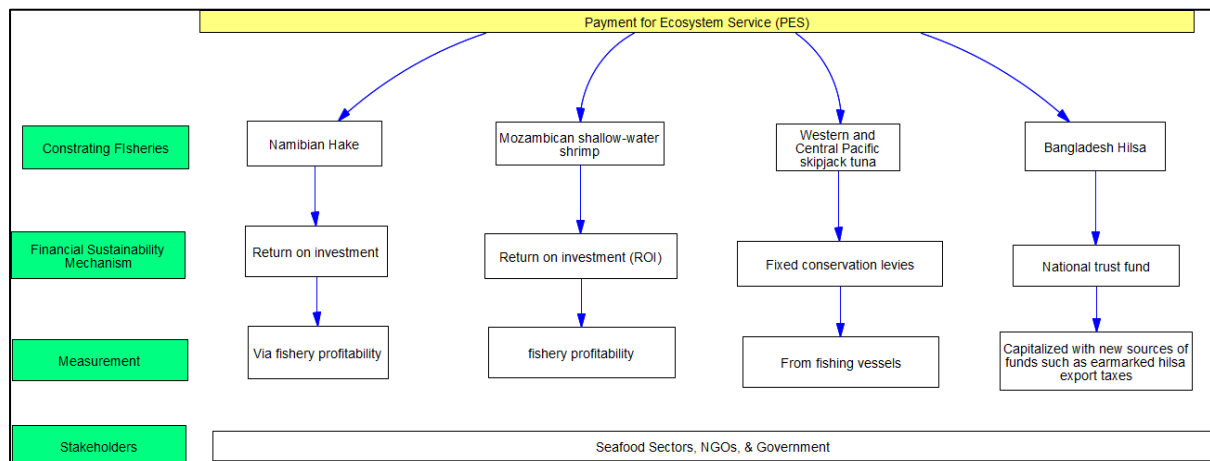 Payment for Ecosystem Service (PES)
Constrating FIsheries
Namibian Hake
Mozambican shallow-water
shrimp
Western and
Central Pacific
skipjack tuna
Bangladesh Hilsa
Financial Sustainability
Mechanism
Return on investment
Return on investment (ROI)
Fixed conservation levies
National trust fund
Measurement
Via fishery profitability
fishery profitability
From fishing vessels
Capitalized with new sources of
funds such as earmarked hilsa
export taxes
Stakeholders
Seafood Sectors, NGOs, & Government